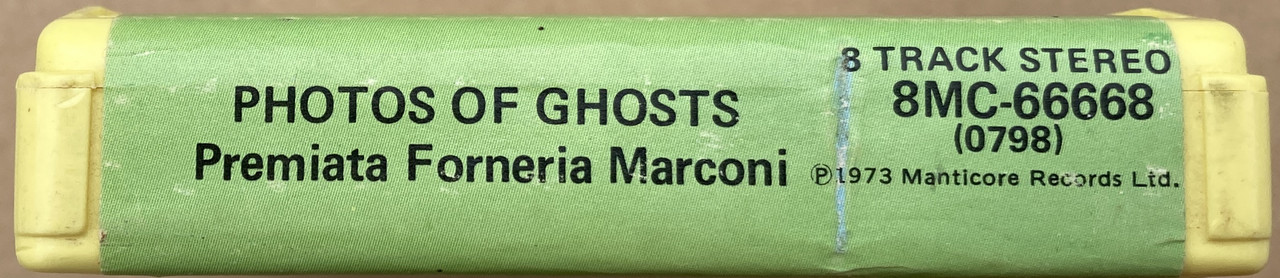 PHOTOS OF GHOSTS
Premiata Forneria Marconi
8 TRACK STEREO
8MC-66668
(0798)
℗1973 Manticore Records Ltd.